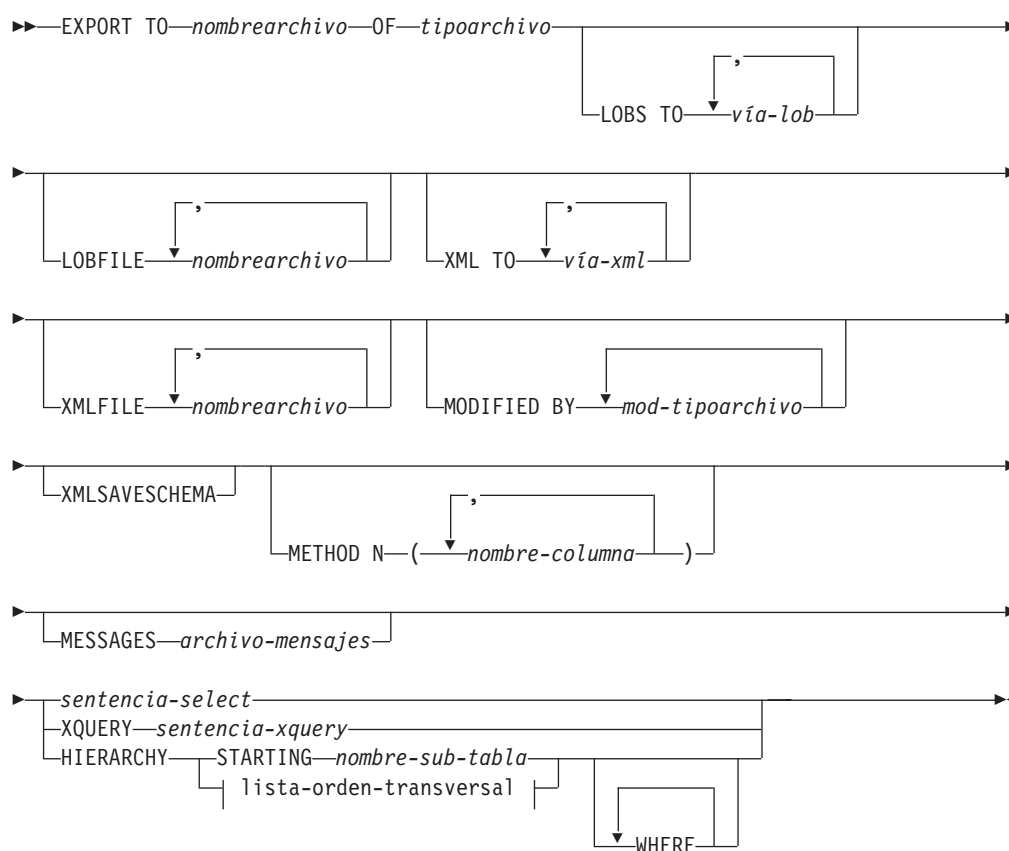 EXPORT TO nombrearchivo OF tipoarchivo
,
LOBS TO vía-lob
, ,
LOBFILE nombrearchivo XML TO vía-xml
,
XMLFILE nombrearchivo MODIFIED BY mod-tipoarchivo
XMLSAVESCHEMA
,
METHOD N ( nombre-columna )
MESSAGES archivo-mensajes
sentencia-select
XQUERY sentencia-xquery
HIERARCHY STARTING nombre-sub-tabla
lista-orden-transversal
WHERE